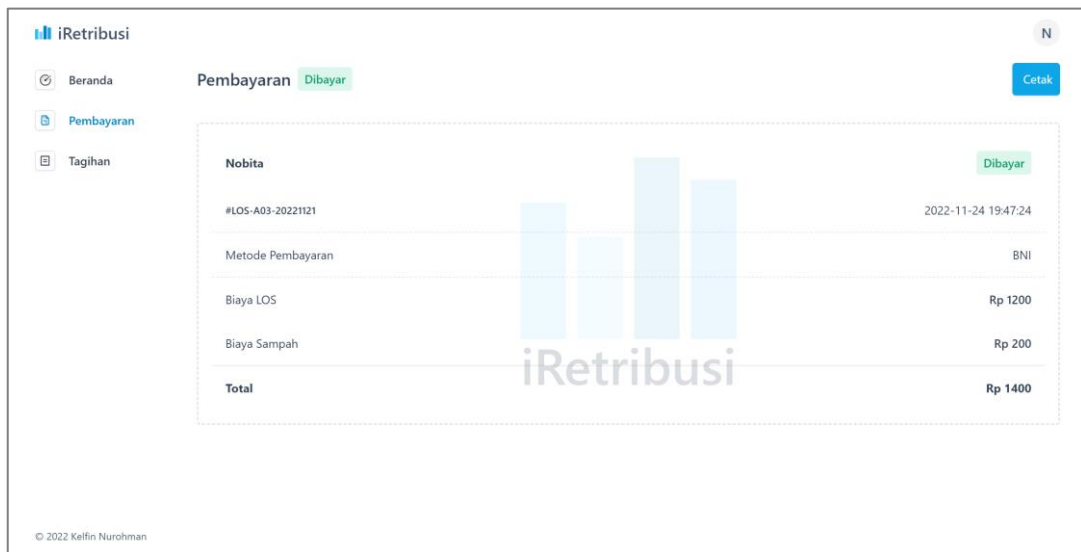 iRetribusi
N
Beranda
Pembayaran
Tagihan
Pembayaran Dibayar
Cetak
Nobita Dibayar
#LOS-A03-20221121 2022-11-24 19:47:24
Metode Pembayaran BNI
Biaya LOS Rp 1200
Biaya Sampah Rp 200
iRetribusi
Total Rp 1400
© 2022 Kelfin Nurohman